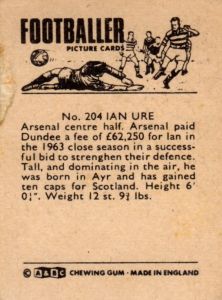 FOOTBALLER
PICTURE CARDS
No. 204 IAN URE
Arsenal centre half. Arsenal paid
Dundee a fee of £62,250 for Ian in
the 1963 close season in a success-
ful bid to strenghen their defence.
Tall, and dominating in the air, he
was born in Ayr and has gained
ten caps for Scotland. Height 6'
0½". Weight 12 st. 9¾ lbs.
© A&BC CHEWING GUM · MADE IN ENGLAND